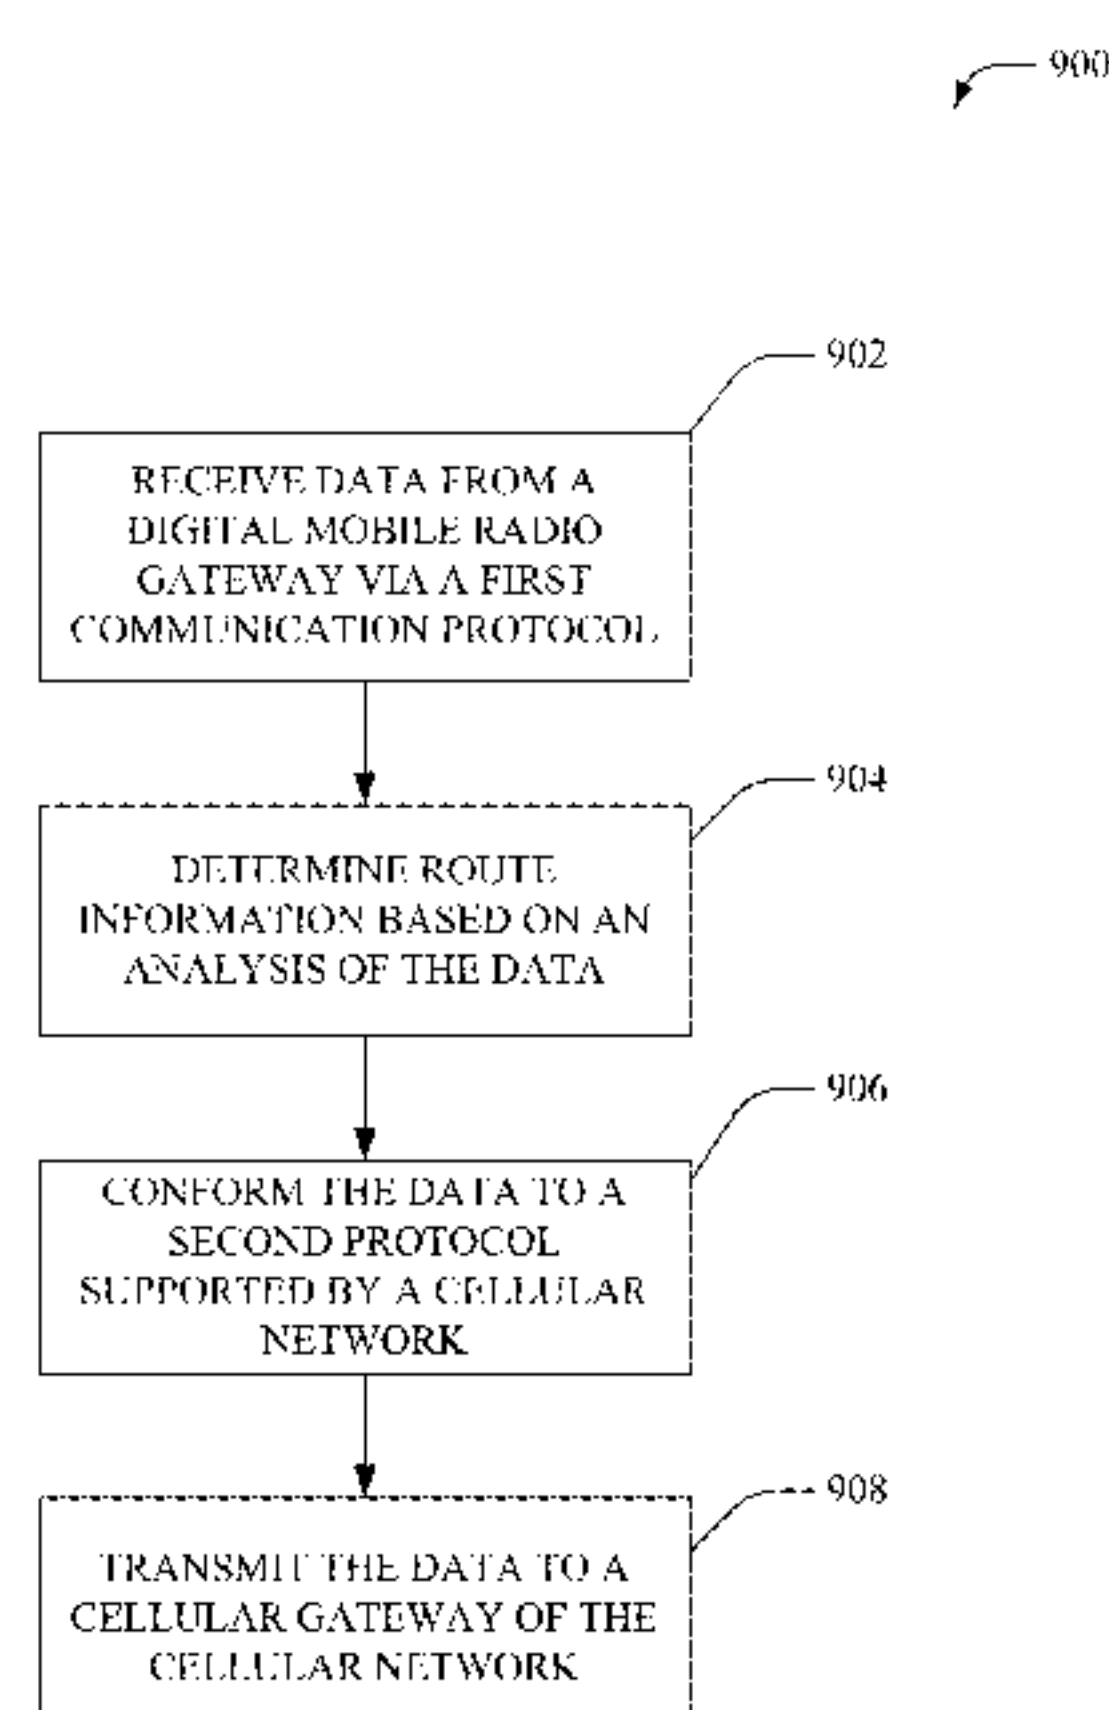 900
902
RECEIVE DATA FROM A
DIGITAL MOBILE RADIO
GATEWAY VIA A FIRST
COMMUNICATION PROTOCOL
904
DETERMINE ROUTE
INFORMATION BASED ON AN
ANALYSIS OF THE DATA
906
CONFORM THE DATA TO A
SECOND PROTOCOL
SUPPORTED BY A CELLULAR
NETWORK
908
TRANSMIT THE DATA TO A
CELLULAR GATEWAY OF THE
CELLULAR NETWORK